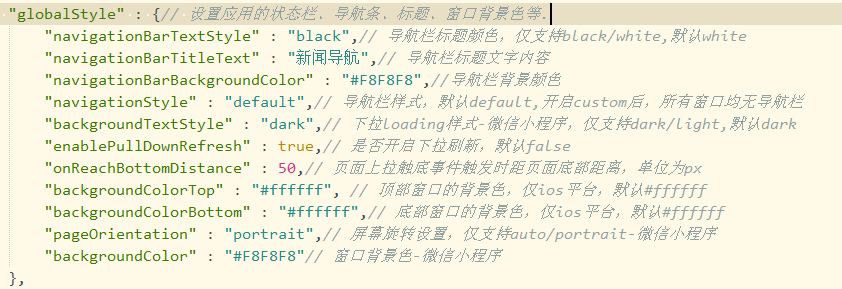 "globalStyle" : {// 设置应用的状态栏、导航条、标题、窗口背景色等.
"navigationBarTextStyle" : "black",// 导航栏标题颜色，仅支持black/white,默认white
"navigationBarTitleText" : "新闻导航",// 导航栏标题文字内容
"navigationBarBackgroundColor" : "#F8F8F8",//导航栏背景颜色
"navigationStyle" : "default",// 导航栏样式，默认default,开启custom后，所有窗口均无导航栏
"backgroundTextStyle" : "dark",// 下拉loading样式-微信小程序，仅支持dark/light,默认dark
"enablePullDownRefresh" : true,// 是否开启下拉刷新，默认false
"onReachBottomDistance" : 50,// 页面上拉触底事件触发时距页面底部距离，单位为px
"backgroundColorTop" : "#ffffff", // 顶部窗口的背景色，仅ios平台，默认#ffffff
"backgroundColorBottom" : "#ffffff",// 底部窗口的背景色，仅ios平台，默认#ffffff
"pageOrientation" : "portrait",// 屏幕旋转设置，仅支持auto/portrait-微信小程序
"backgroundColor" : "#F8F8F8"// 窗口背景色-微信小程序
},